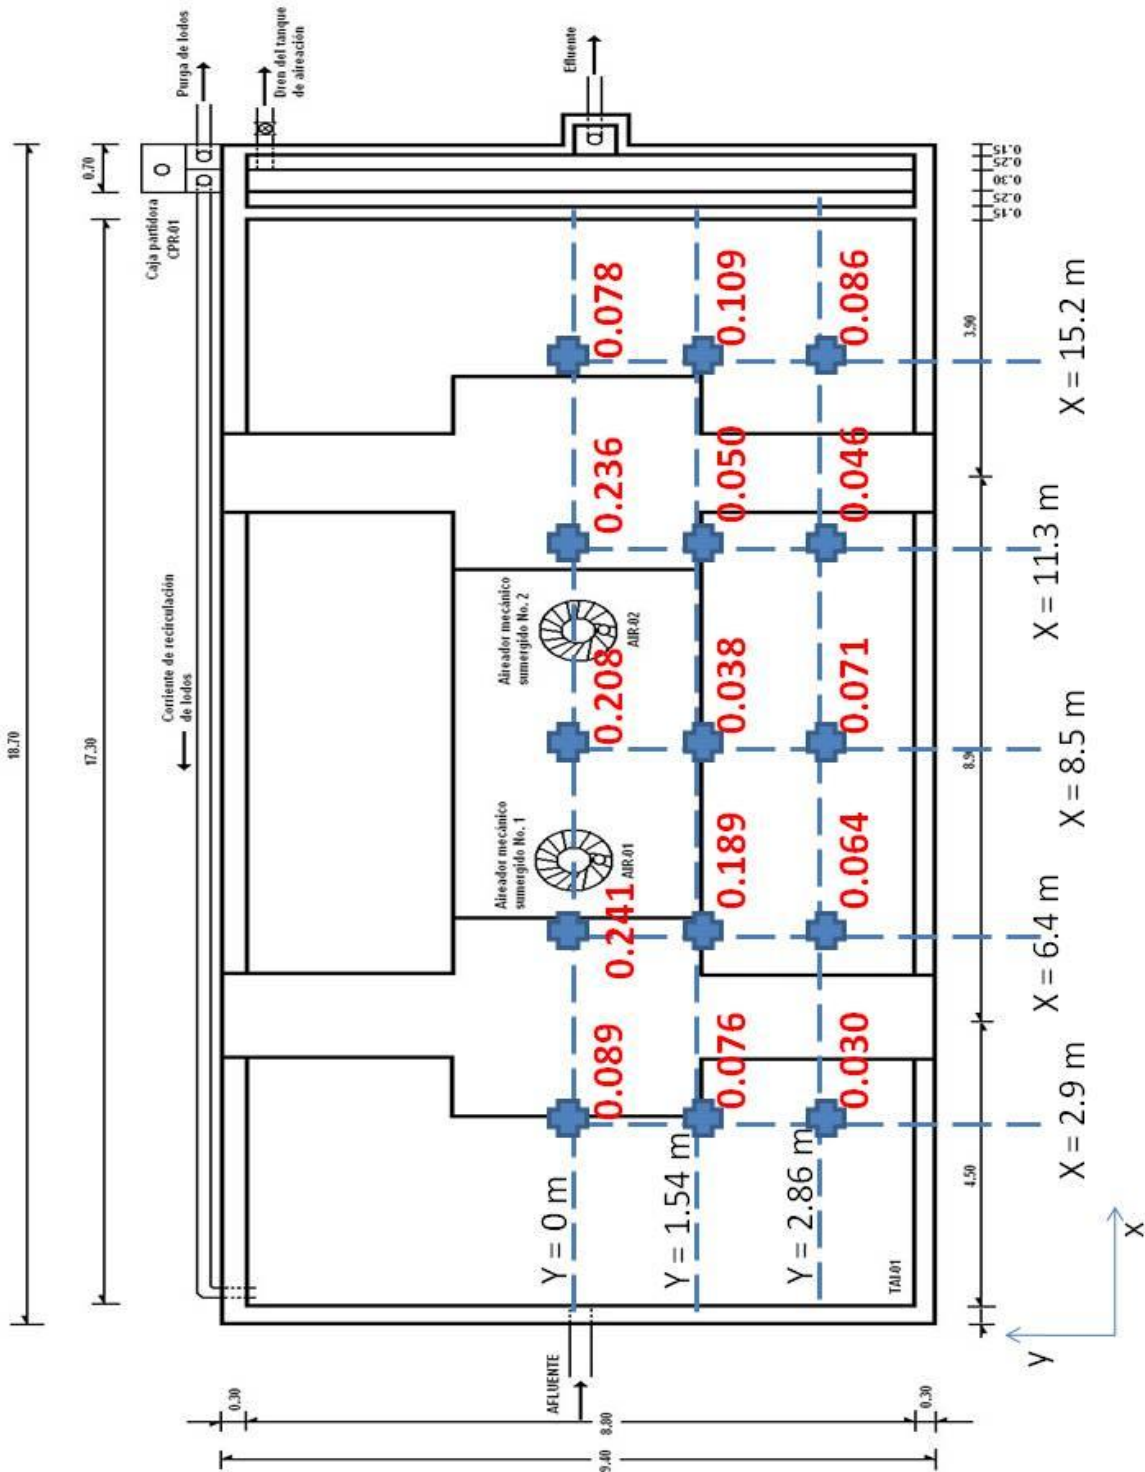 18.70
17.30
0.70
Caja partidora
CPR-01
Purga de lodos
Dren del tanque
de aireación
Corriente de recirculación
de lodos
Efluente
Aireador mecánico
sumergido No. 1
AIR-01
Aireador mecánico
sumergido No. 2
AIR-02
AFLUENTE
0.30
8.80
0.30
9.40
Y = 0 m
0.089
0.241
0.208
0.236
0.078
Y = 1.54 m
0.076
0.189
0.038
0.050
0.109
Y = 2.86 m
0.030
0.064
0.071
0.046
0.086
TAI-01
4.50
8.90
3.90
0.15
0.25
0.30
0.25
0.15
X = 2.9 m
X = 6.4 m
X = 8.5 m
X = 11.3 m
X = 15.2 m
y
x